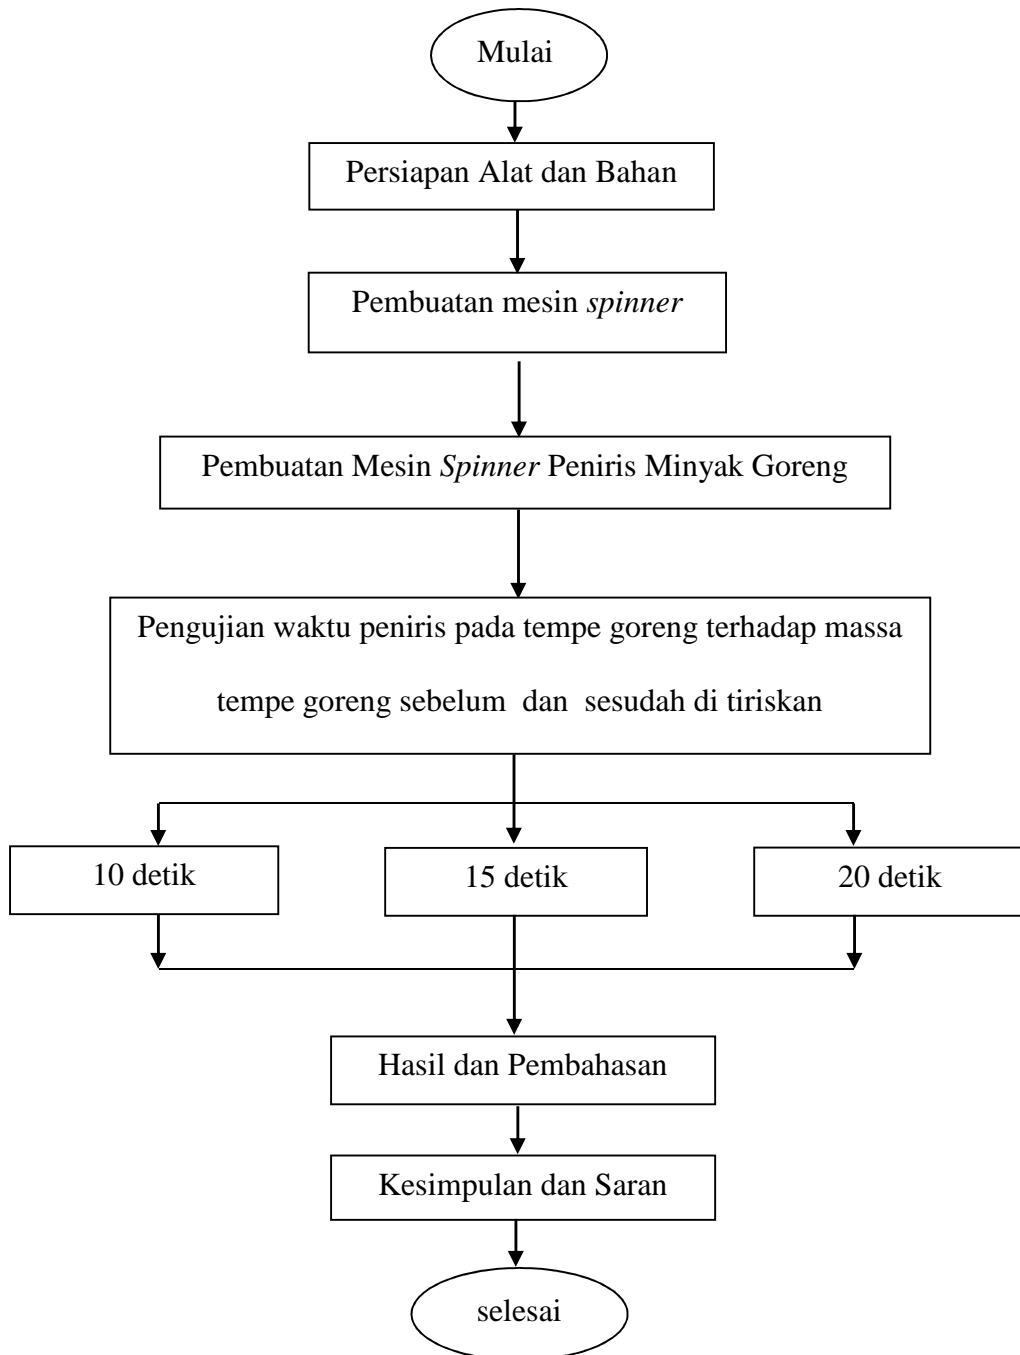 Mulai
Persiapan Alat dan Bahan
Pembuatan mesin spinner
Pembuatan Mesin Spinner Peniris Minyak Goreng
Pengujian waktu peniris pada tempe goreng terhadap massa
tempe goreng sebelum dan sesudah di tiriskan
10 detik
15 detik
20 detik
Hasil dan Pembahasan
Kesimpulan dan Saran
selesai